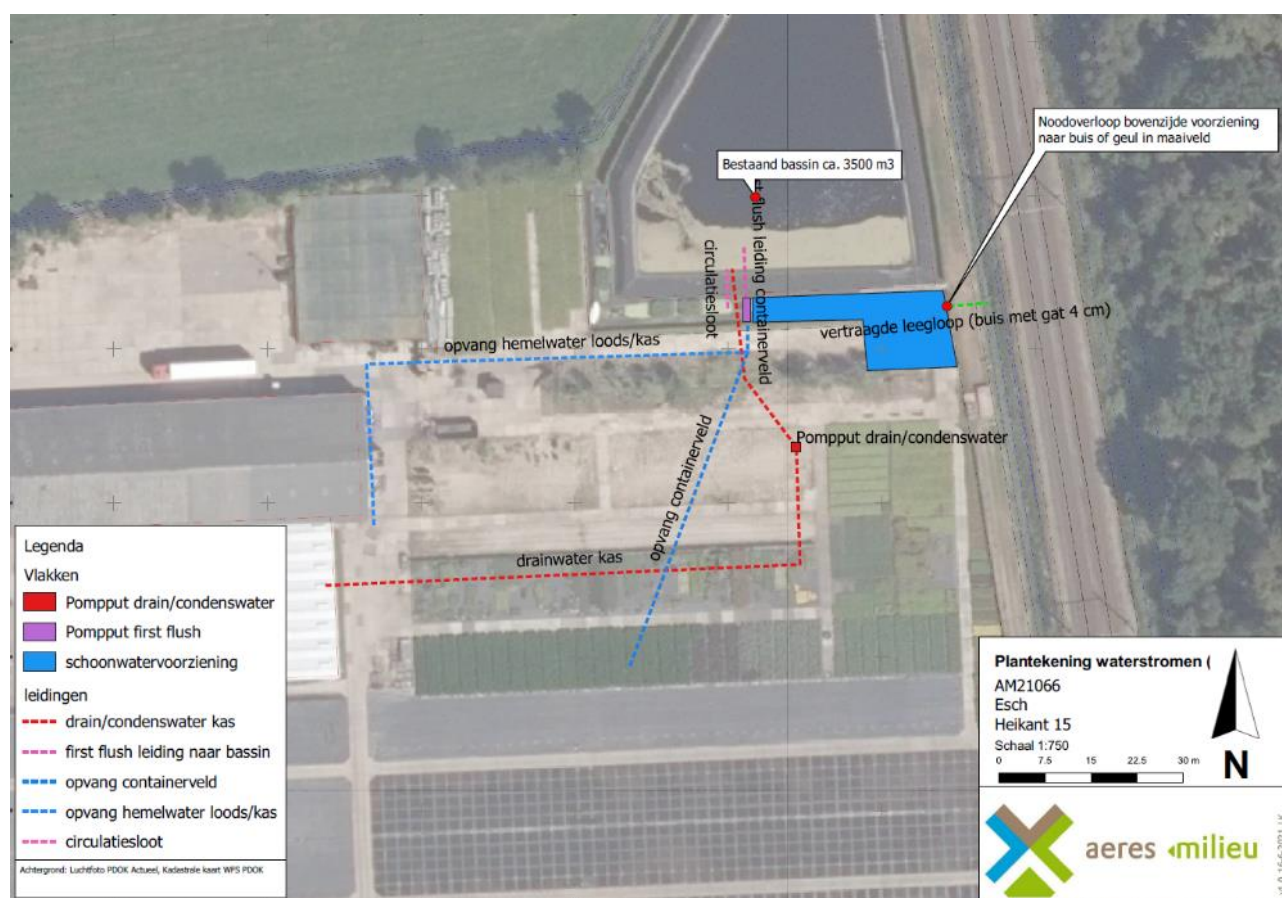 Noodoverloop bovenzijde voorziening
naar buis of geul in maaiveld
Bestaand bassin ca. 3500 m3
flush leiding containerveld
circulatiesloot
vertraagde leegloop (buis met gat 4 cm)
opvang hemelwater loods/kas
Pompput drain/condenswater
opvang containerveld
drainwater kas
Legenda
Vlakken
Pompput drain/condenswater
Pompput first flush
schoonwatervoorziening
leidingen
drain/condenswater kas
first flush leiding naar bassin
opvang containerveld
opvang hemelwater loods/kas
circulatiesloot
Achtergrond: Luchtfoto PDOK Actueel, Kadastrale kaart WFS PDOK
Plantekening waterstromen (
AM21066
Esch
Heikant 15
Schaal 1:750
0 7.5 15 22.5 30 m
N
aeres milieu